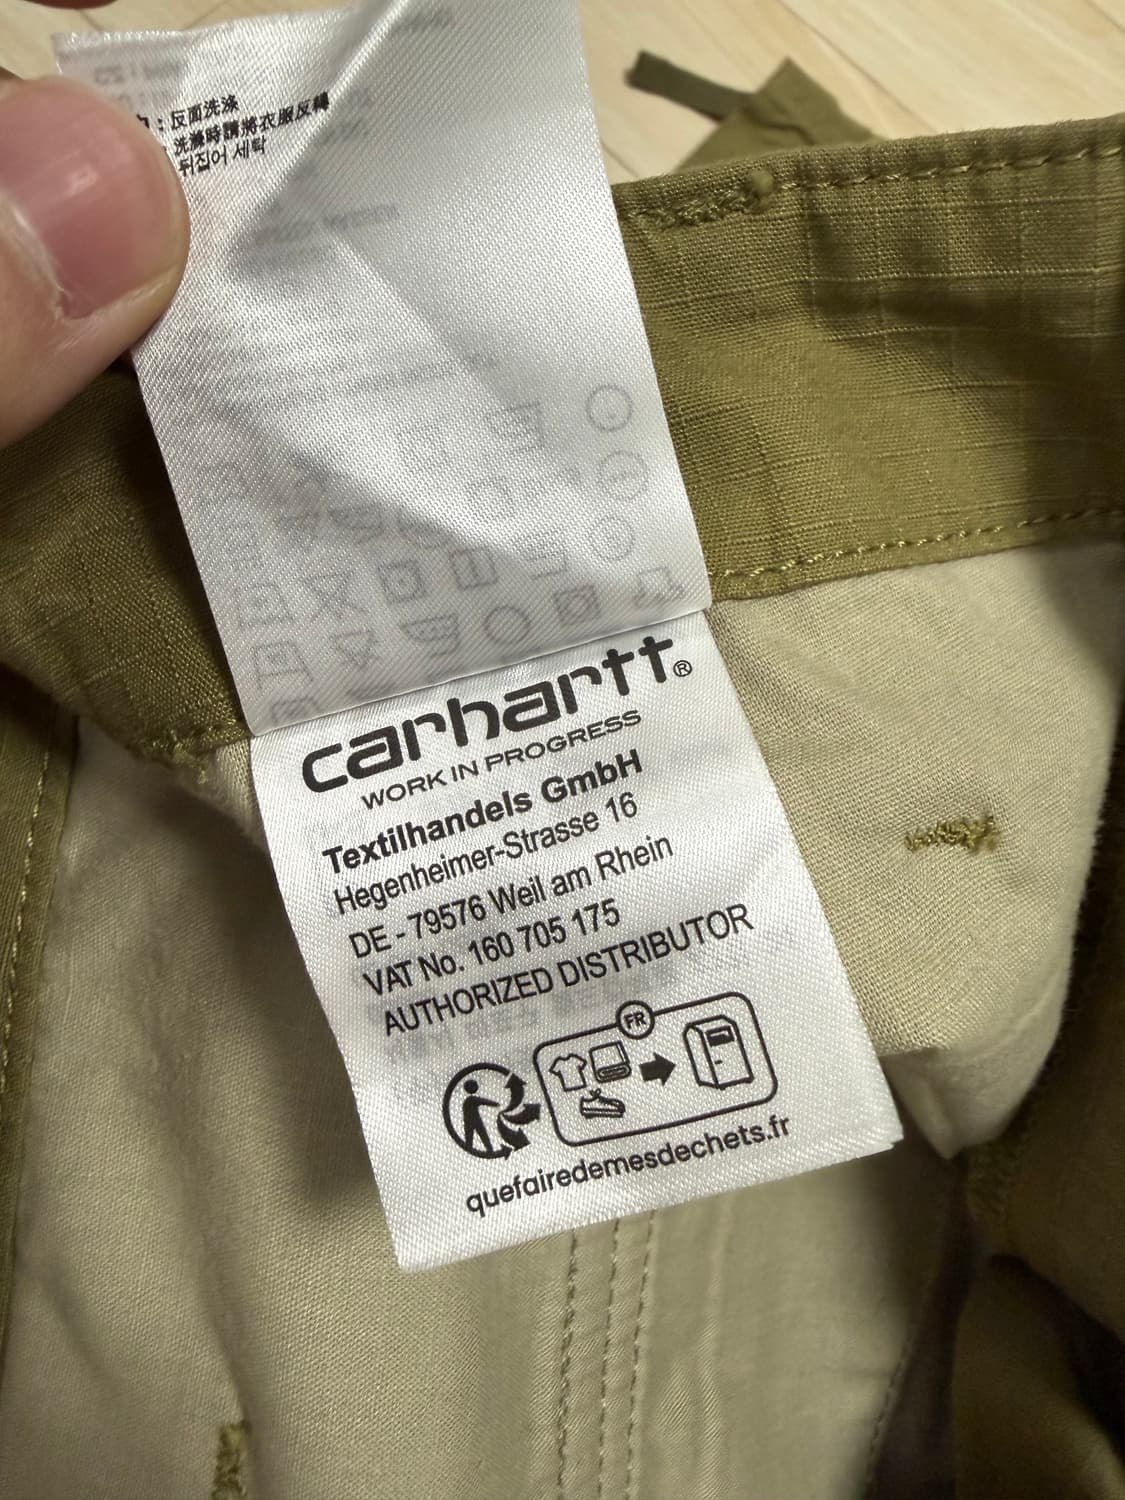 : 反面洗涤
洗滌時請將衣服反轉
뒤집어 세탁
carhartt®
WORK IN PROGRESS
Textilhandels GmbH
Hegenheimer-Strasse 16
DE - 79576 Weil am Rhein
VAT No. 160 705 175
AUTHORIZED DISTRIBUTOR
FR
quefairedemesdechets.fr